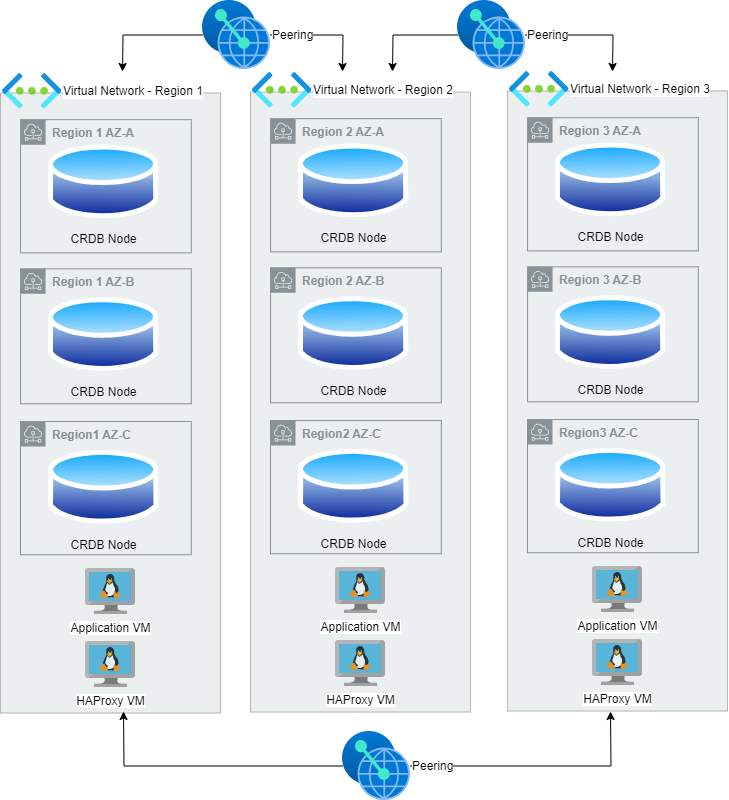 Peering
Peering
Virtual Network - Region 1
Virtual Network - Region 2
Virtual Network - Region 3
Region 1 AZ-A
CRDB Node
Region 1 AZ-B
CRDB Node
Region1 AZ-C
CRDB Node
Application VM
HAProxy VM
Region 2 AZ-A
CRDB Node
Region 2 AZ-B
CRDB Node
Region2 AZ-C
CRDB Node
Application VM
HAProxy VM
Region 3 AZ-A
CRDB Node
Region 3 AZ-B
CRDB Node
Region3 AZ-C
CRDB Node
Application VM
HAProxy VM
Peering